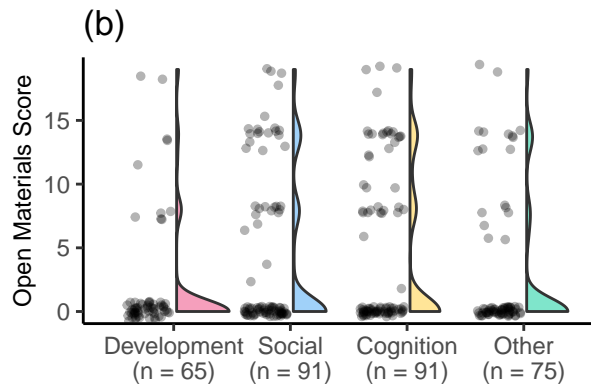 (b)
Open Materials Score
15
10
5
0
Development Social Cognition Other
(n = 65) (n = 91) (n = 91) (n = 75)